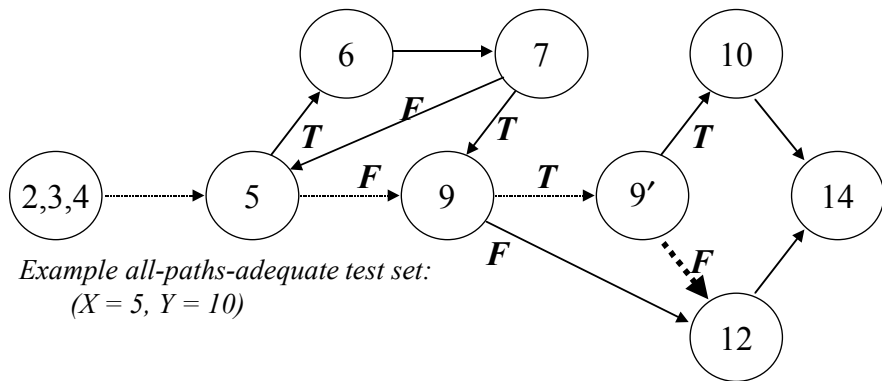 6 7 10
F
T T T
2,3,4 5 F 9 T 9′ 14
F F
Example all-paths-adequate test set:
(X = 5, Y = 10)
12